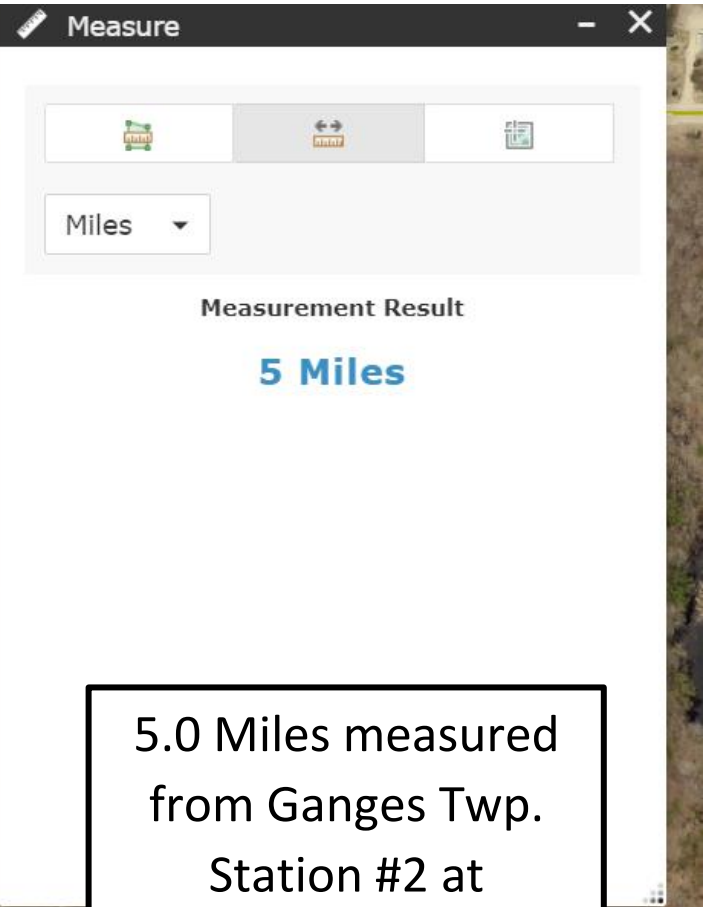 Measure
Miles
Measurement Result
5 Miles
5.0 Miles measured
from Ganges Twp.
Station #2 at